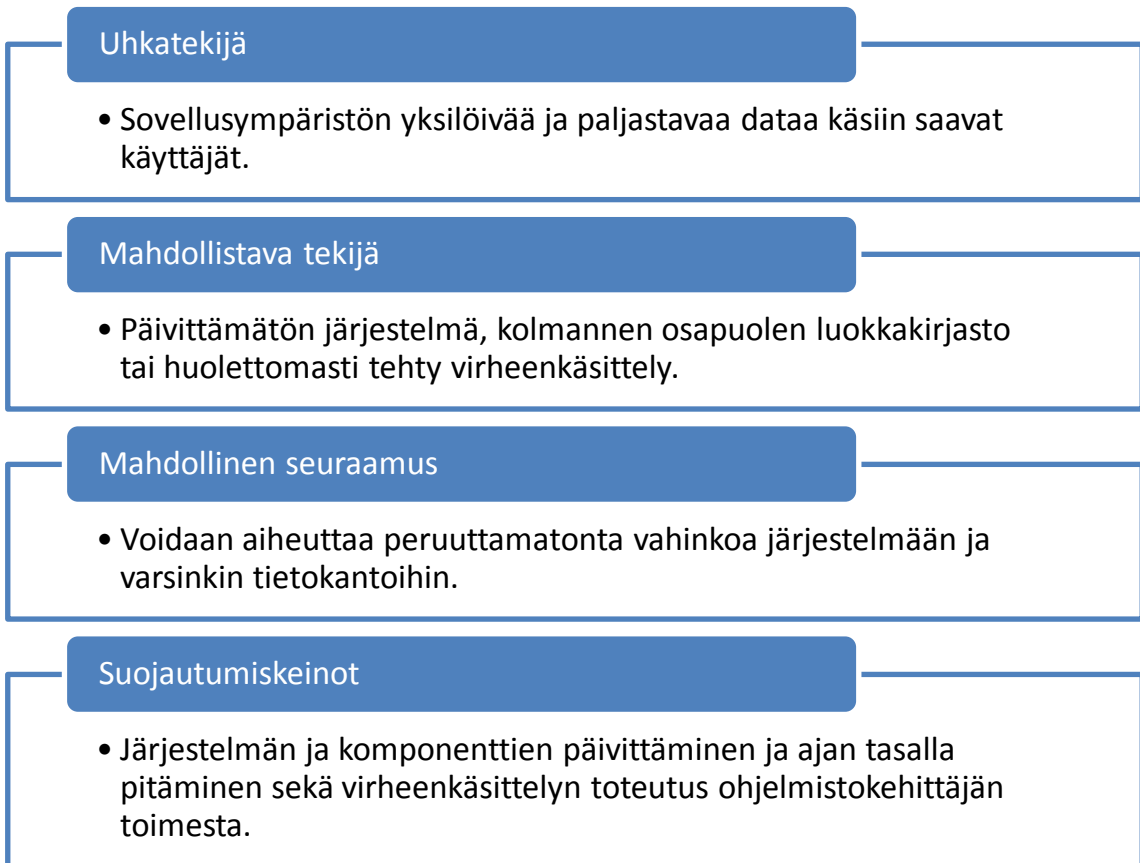 Uhkatekijä
• Sovellusympäristön yksilöivää ja paljastavaa dataa käsiin saavat
käyttäjät.
Mahdollistava tekijä
• Päivittämätön järjestelmä, kolmannen osapuolen luokkakirjasto
tai huolettomasti tehty virheenkäsittely.
Mahdollinen seuraamus
• Voidaan aiheuttaa peruuttamatonta vahinkoa järjestelmään ja
varsinkin tietokantoihin.
Suojautumiskeinot
• Järjestelmän ja komponenttien päivittäminen ja ajan tasalla
pitäminen sekä virheenkäsittelyn toteutus ohjelmistokehittäjän
toimesta.